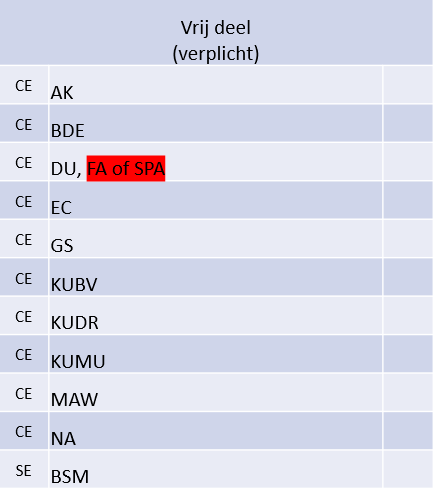 Vrij deel
(verplicht)
CE AK
CE BDE
CE DU, FA of SPA
CE EC
CE GS
CE KUBV
CE KUDR
CE KUMU
CE MAW
CE NA
SE BSM